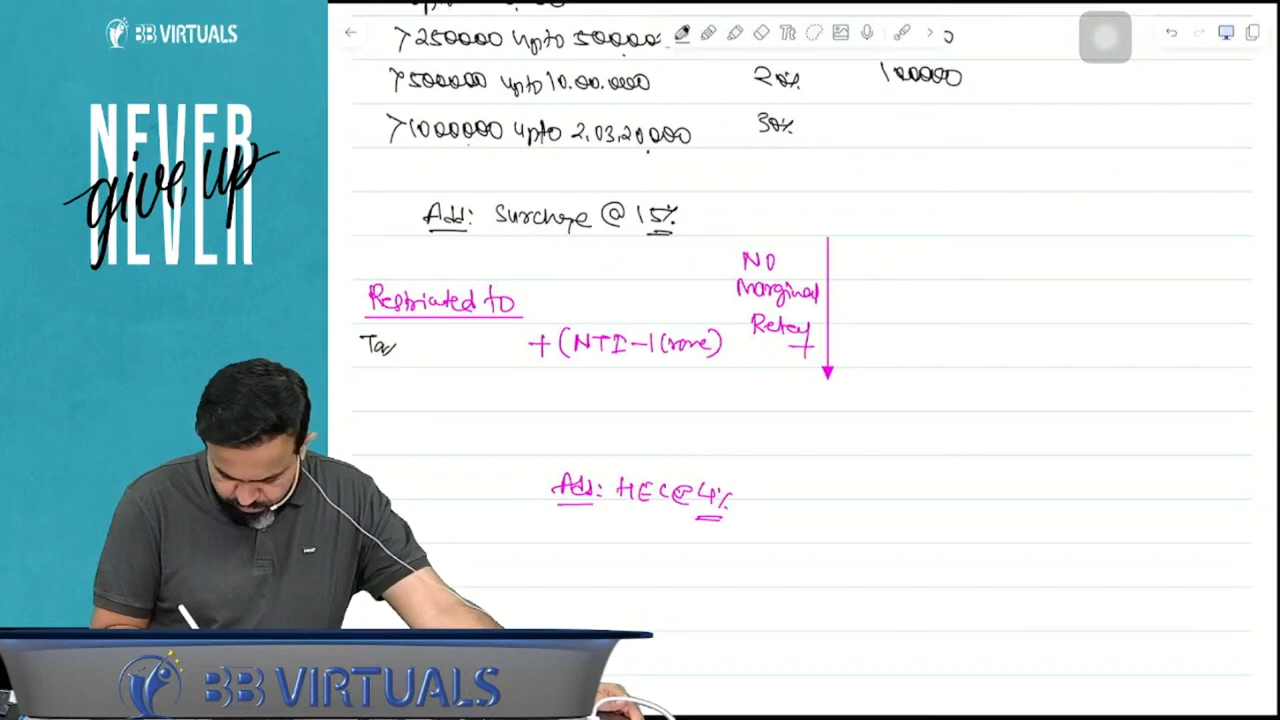 BB VIRTUALS
NEVER
give up
NEVER
>250000 upto 50000
>500000 upto 10.00.000 20% 100000
>1000000 upto 2,03,20,000 30%
Add: Surcharge @ 15%
NO
Marginal
Relief
Restricted to
Tax + (NTI - 1 crore) +
Add: HEC @ 4%
BB VIRTUALS